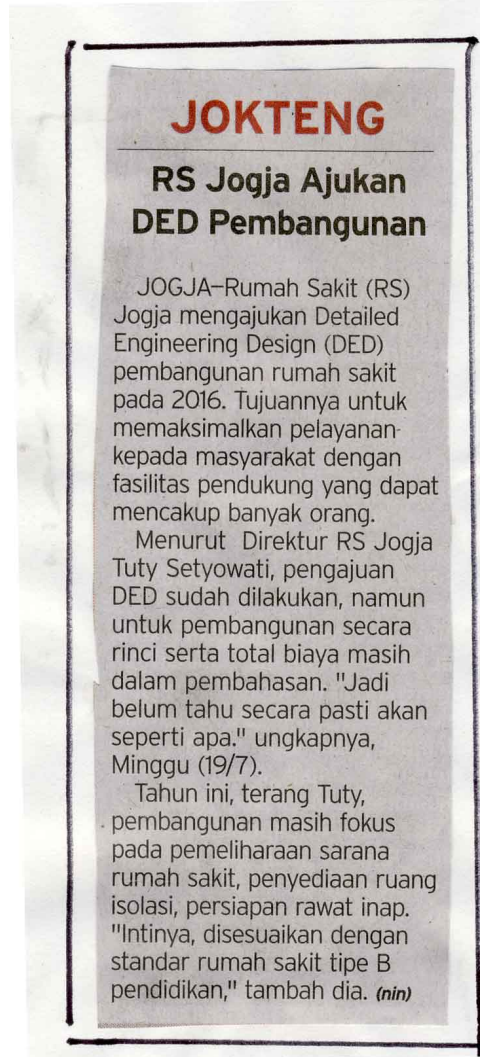 JOKTENG
RS Jogja Ajukan
DED Pembangunan
JOGJA–Rumah Sakit (RS)
Jogja mengajukan Detailed
Engineering Design (DED)
pembangunan rumah sakit
pada 2016. Tujuannya untuk
memaksimalkan pelayanan
kepada masyarakat dengan
fasilitas pendukung yang dapat
mencakup banyak orang.
Menurut Direktur RS Jogja
Tuty Setyowati, pengajuan
DED sudah dilakukan, namun
untuk pembangunan secara
rinci serta total biaya masih
dalam pembahasan. "Jadi
belum tahu secara pasti akan
seperti apa." ungkapnya,
Minggu (19/7).
Tahun ini, terang Tuty,
pembangunan masih fokus
pada pemeliharaan sarana
rumah sakit, penyediaan ruang
isolasi, persiapan rawat inap.
"Intinya, disesuaikan dengan
standar rumah sakit tipe B
pendidikan," tambah dia. (nin)